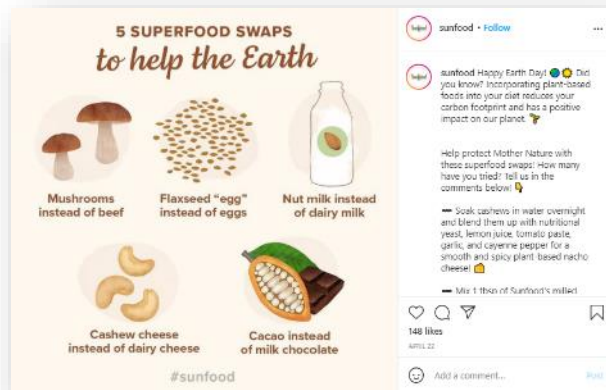 5 SUPERFOOD SWAPS
to help the Earth
Mushrooms
instead of beef
Flaxseed “egg”
instead of eggs
Nut milk instead
of dairy milk
Cashew cheese
instead of dairy cheese
Cacao instead
of milk chocolate
#sunfood
sunfood • Follow
sunfood Happy Earth Day! 🌎🌞 Did
you know? Incorporating plant-based
foods into your diet reduces your
carbon footprint and has a positive
impact on our planet. 🌱
Help protect Mother Nature with
these superfood swaps! How many
have you tried? Tell us in the
comments below! 👇
➖ Soak cashews in water overnight
and blend them up with nutritional
yeast, lemon juice, tomato paste,
garlic, and cayenne pepper for a
smooth and spicy plant-based nacho
cheese! 🧀
➖ Mix 1 tbsp of Sunfood's milled
148 likes
APRIL 22
Add a comment...
Post